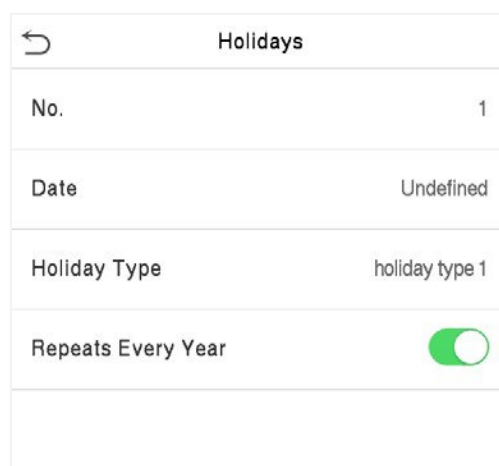 Holidays
No. 1
Date Undefined
Holiday Type holiday type 1
Repeats Every Year